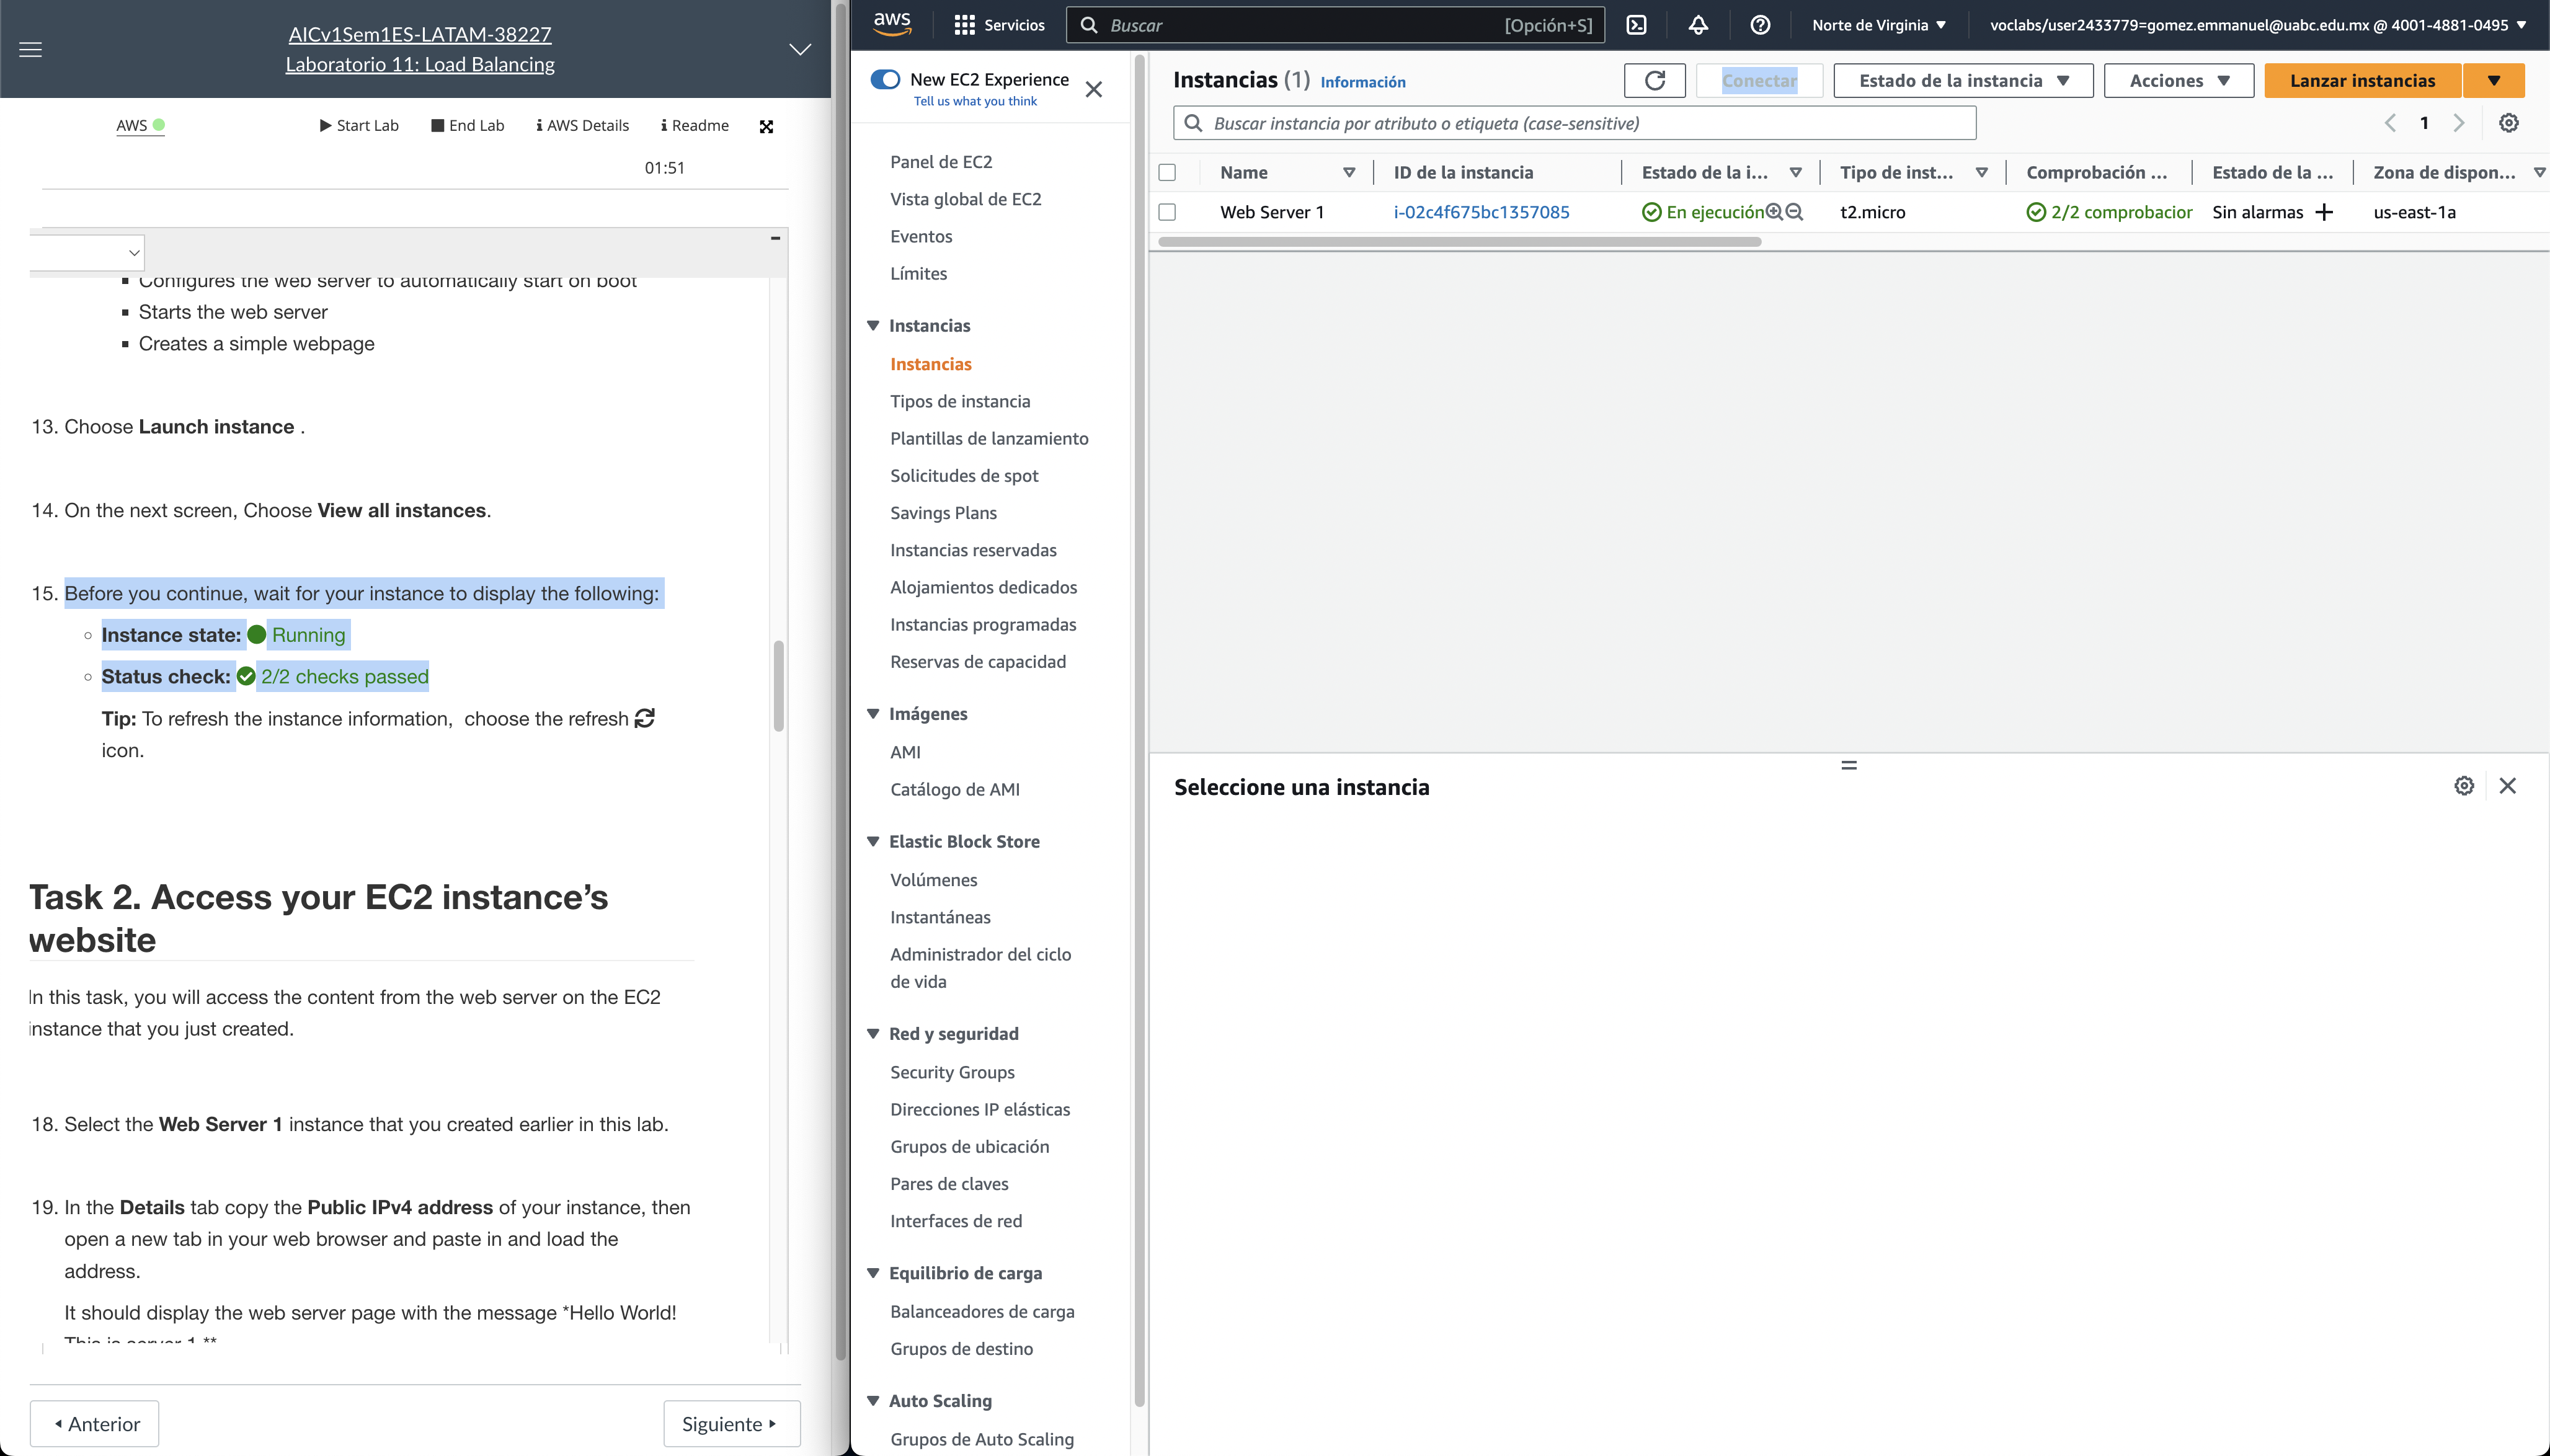 AICv1Sem1ES-LATAM-38227
Laboratorio 11: Load Balancing
AWS
Start Lab
End Lab
AWS Details
Readme
01:51
Configures the web server to automatically start on boot
Starts the web server
Creates a simple webpage
13. Choose Launch instance .
14. On the next screen, Choose View all instances.
15. Before you continue, wait for your instance to display the following:
Instance state: Running
Status check: 2/2 checks passed
Tip: To refresh the instance information, choose the refresh
icon.
Task 2. Access your EC2 instance’s
website
In this task, you will access the content from the web server on the EC2
instance that you just created.
18. Select the Web Server 1 instance that you created earlier in this lab.
19. In the Details tab copy the Public IPv4 address of your instance, then
open a new tab in your web browser and paste in and load the
address.
It should display the web server page with the message *Hello World!
This is server 1.**
Anterior
Siguiente
aws
Servicios
Buscar
[Opción+S]
Norte de Virginia
voclabs/user2433779=gomez.emmanuel@uabc.edu.mx @ 4001-4881-0495
New EC2 Experience
Tell us what you think
Panel de EC2
Vista global de EC2
Eventos
Límites
Instancias
Instancias
Tipos de instancia
Plantillas de lanzamiento
Solicitudes de spot
Savings Plans
Instancias reservadas
Alojamientos dedicados
Instancias programadas
Reservas de capacidad
Imágenes
AMI
Catálogo de AMI
Elastic Block Store
Volúmenes
Instantáneas
Administrador del ciclo
de vida
Red y seguridad
Security Groups
Direcciones IP elásticas
Grupos de ubicación
Pares de claves
Interfaces de red
Equilibrio de carga
Balanceadores de carga
Grupos de destino
Auto Scaling
Grupos de Auto Scaling
Instancias (1) Información
Conectar
Estado de la instancia
Acciones
Lanzar instancias
Buscar instancia por atributo o etiqueta (case-sensitive)
1
Name
ID de la instancia
Estado de la i...
Tipo de inst...
Comprobación ...
Estado de la ...
Zona de dispon...
Web Server 1
i-02c4f675bc1357085
En ejecución
t2.micro
2/2 comprobacior
Sin alarmas
us-east-1a
Seleccione una instancia